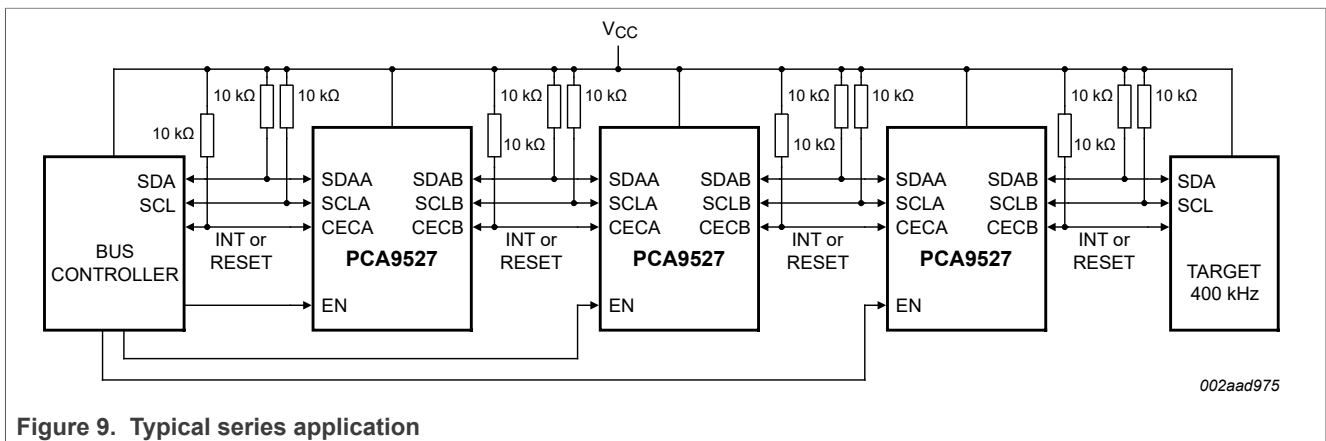 VCC
10 kΩ
10 kΩ
10 kΩ
10 kΩ
10 kΩ
10 kΩ
10 kΩ
10 kΩ
10 kΩ
10 kΩ
10 kΩ
10 kΩ
SDA
SCL
BUS
CONTROLLER
INT or
RESET
SDAA
SCLA
CECA
SDAB
SCLB
CECB
PCA9527
EN
INT or
RESET
SDAA
SCLA
CECA
SDAB
SCLB
CECB
PCA9527
EN
INT or
RESET
SDAA
SCLA
CECA
SDAB
SCLB
CECB
PCA9527
EN
INT or
RESET
SDA
SCL
TARGET
400 kHz
002aad975
Figure 9. Typical series application